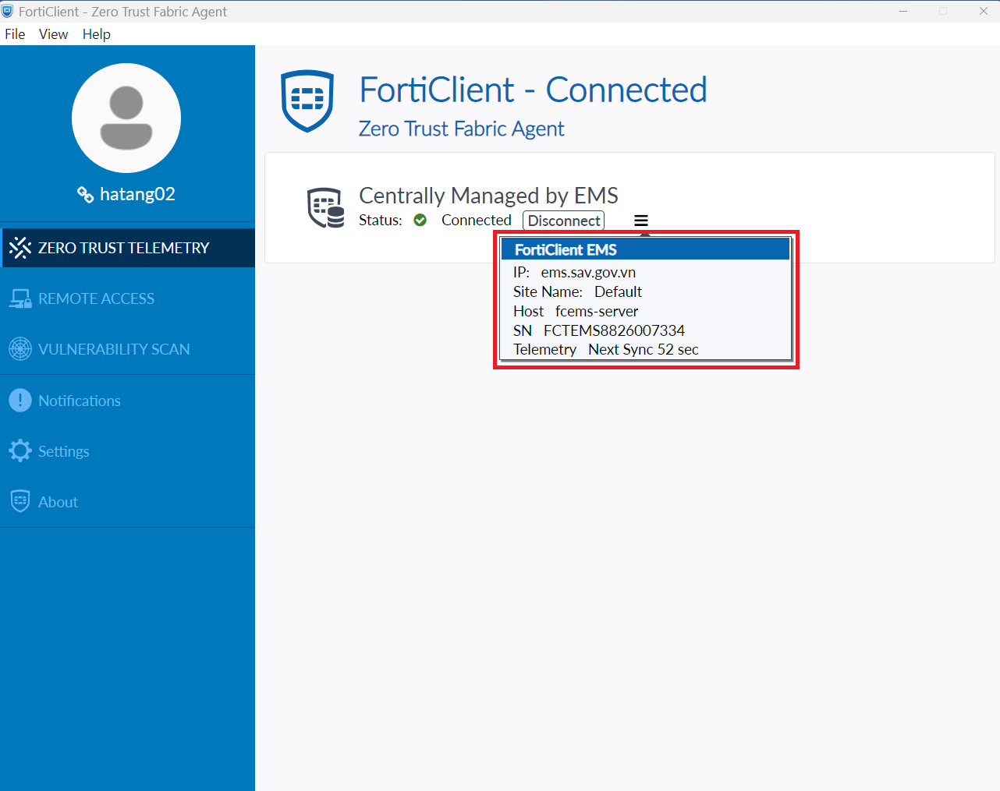 FortiClient - Zero Trust Fabric Agent
File View Help
hatang02
ZERO TRUST TELEMETRY
REMOTE ACCESS
VULNERABILITY SCAN
Notifications
Settings
About
FortiClient - Connected
Zero Trust Fabric Agent
Centrally Managed by EMS
Status: Connected Disconnect
FortiClient EMS
IP: ems.sav.gov.vn
Site Name: Default
Host fcems-server
SN FCTEMS8826007334
Telemetry Next Sync 52 sec